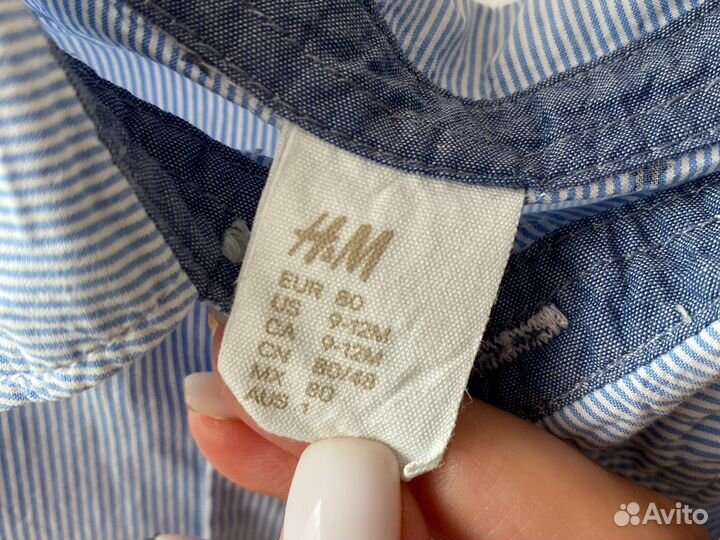 H&M
EUR 80
US 9-12M
CA 9-12M
CN 80/48
MX 80
AUS 1
Avito